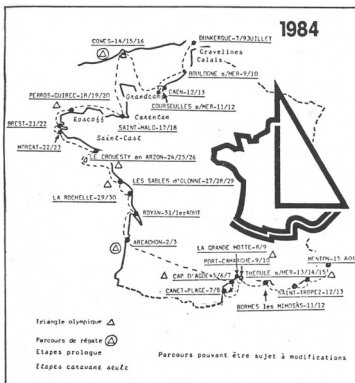 1984
COWES-14/15/16
DUNKERQUE-7/9JUILLET
Gravelines
Calais
BOULOGNE s/MER-9/10
Grandcamp
CAEN-12/13
COURSEULLES s/MER-11/12
PERROS-GUIREC-18/19/20
Roscoff
Carentan
SAINT-MALO-17/18
BREST-21/22
Saint-Cast
MORGAT-22/23
LE CROUESTY en ARZON-24/25/26
LES SABLES d'OLONNE-27/28/29
LA ROCHELLE-29/30
ROYAN-31/1erAOUT
ARCACHON-2/3
LA GRANDE MOTTE-8/9
PORT-CAMARGUE-9/10
MENTON-15 AOU
CAP D'AGDE-5/6/7
THEOULE s/MER-13/14/15
CANET-PLAGE-7/8
SAINT-TROPEZ-12/13
BORMES les MIMOSAS-11/12
Triangle olympique
Parcours de régate
Etapes prologue
Etapes caravane seule
Parcours pouvant être sujet à modifications